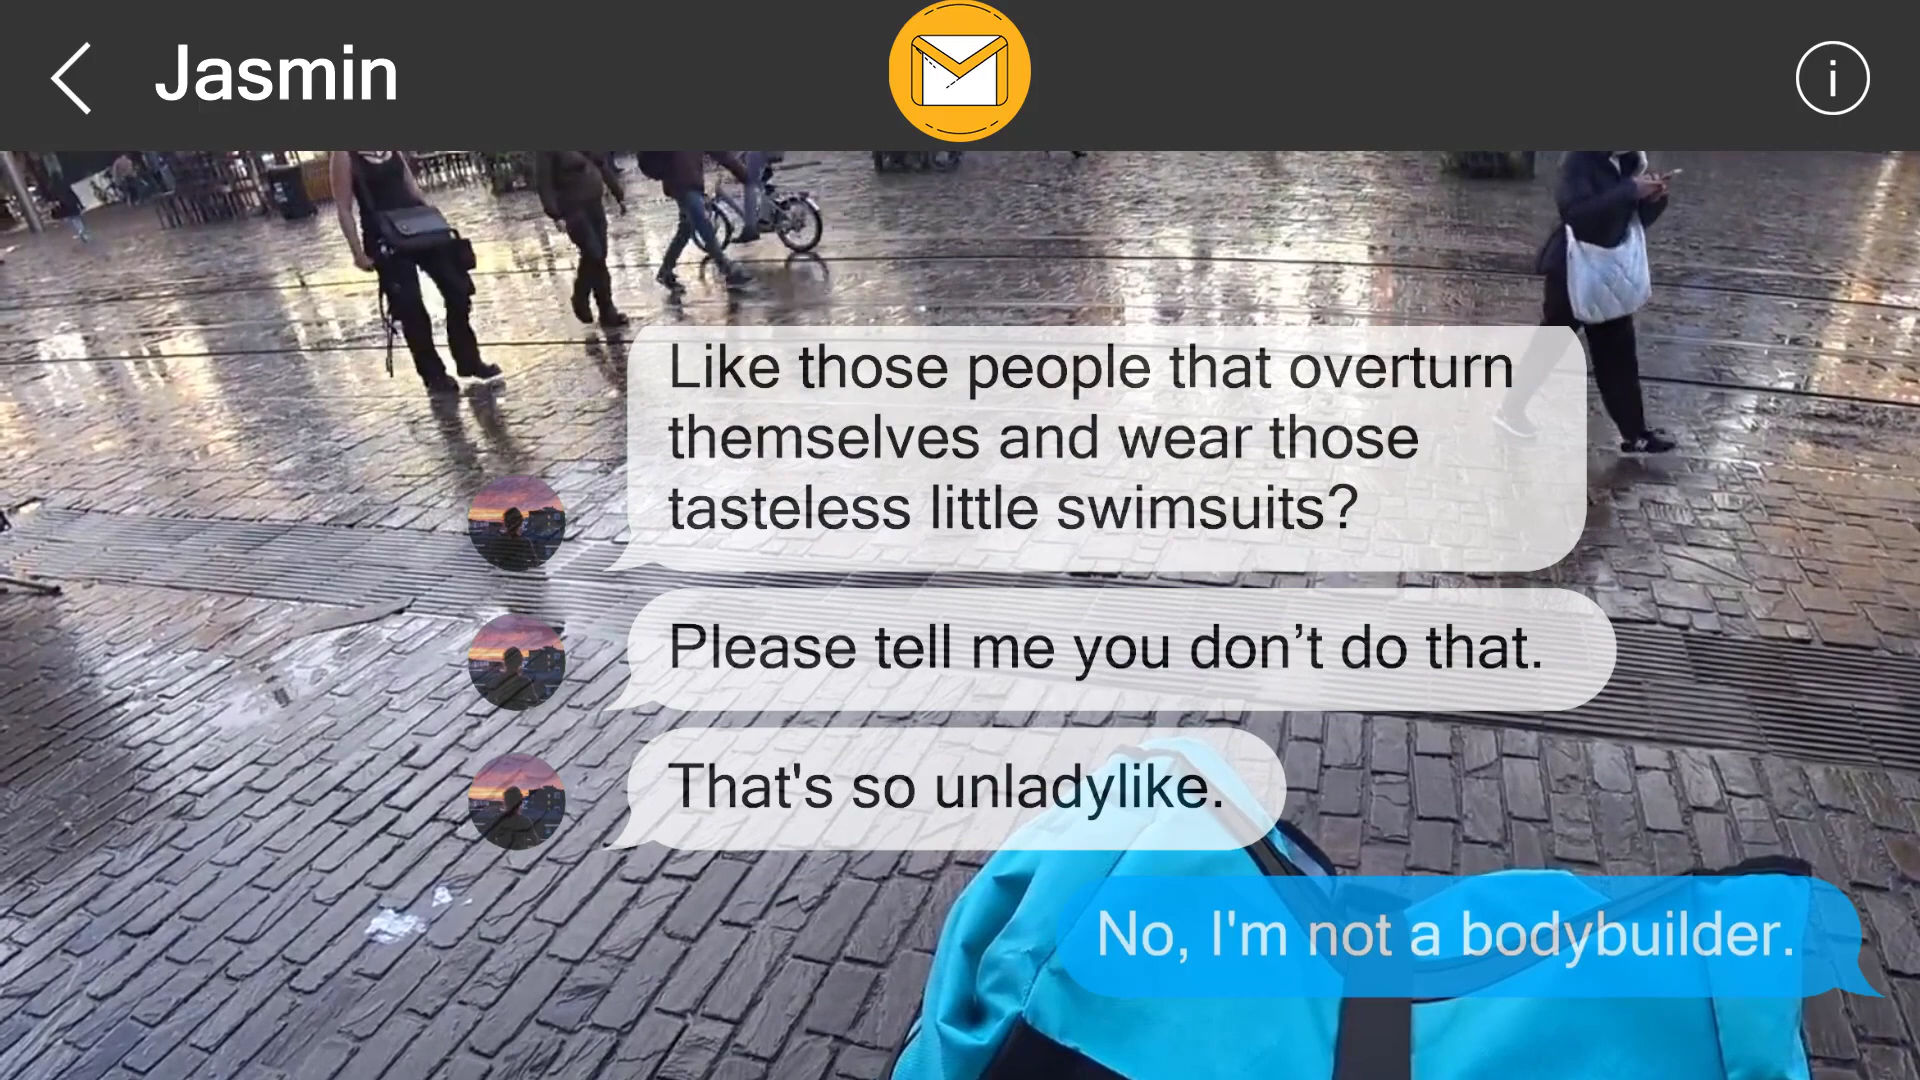 Jasmin
i
Like those people that overturn
themselves and wear those
tasteless little swimsuits?
Please tell me you don’t do that.
That's so unladylike.
No, I'm not a bodybuilder.